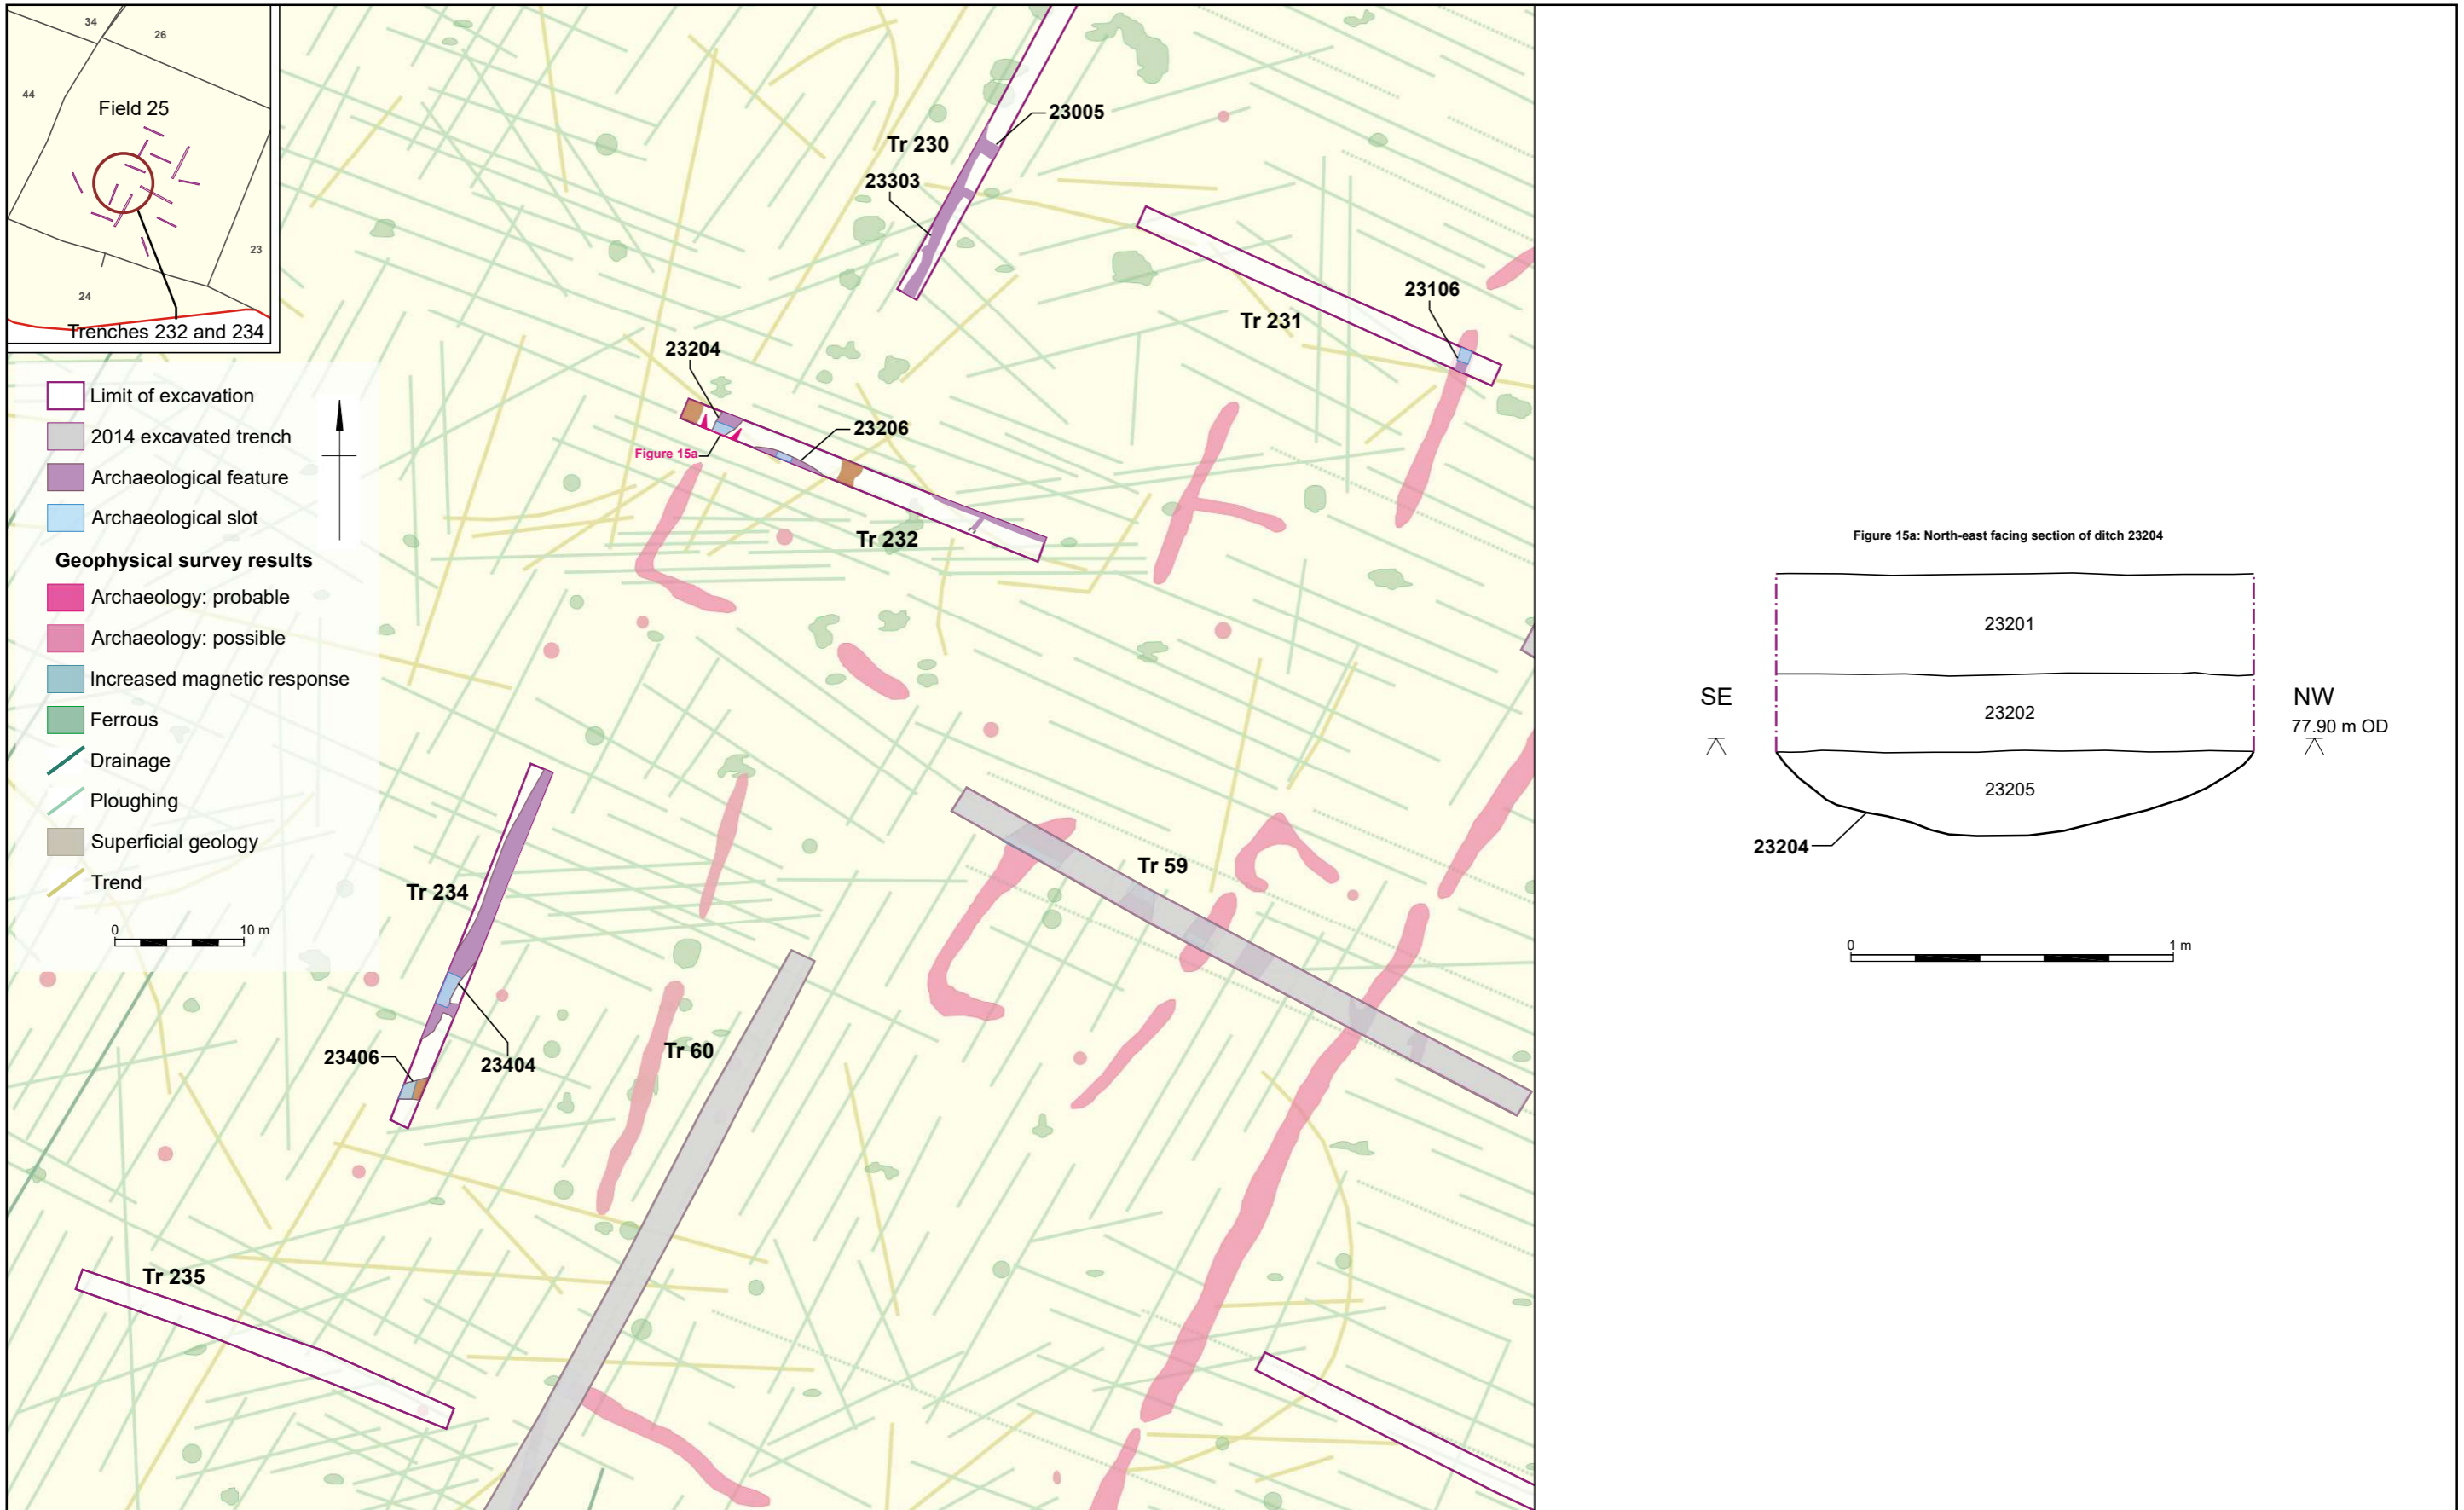 34
26
44
Field 25
23
24
Trenches 232 and 234
Limit of excavation
2014 excavated trench
Archaeological feature
Archaeological slot
Geophysical survey results
Archaeology: probable
Archaeology: possible
Increased magnetic response
Ferrous
Drainage
Ploughing
Superficial geology
Trend
0 10 m
23005
Tr 230
23303
23106
Tr 231
23204
23206
Figure 15a
Tr 232
Tr 59
Tr 234
Tr 60
23406
23404
Tr 235
Figure 15a: North-east facing section of ditch 23204
23201
SE
NW
23202
77.90 m OD
23205
23204
0 1 m